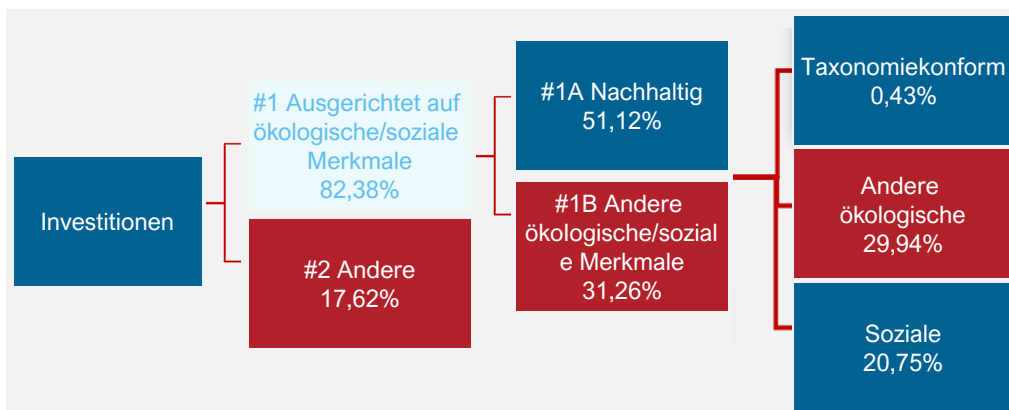 Investitionen
#1 Ausgerichtet auf
ökologische/soziale
Merkmale
82,38%
#2 Andere
17,62%
#1A Nachhaltig
51,12%
#1B Andere
ökologische/sozial
e Merkmale
31,26%
Taxonomiekonform
0,43%
Andere
ökologische
29,94%
Soziale
20,75%